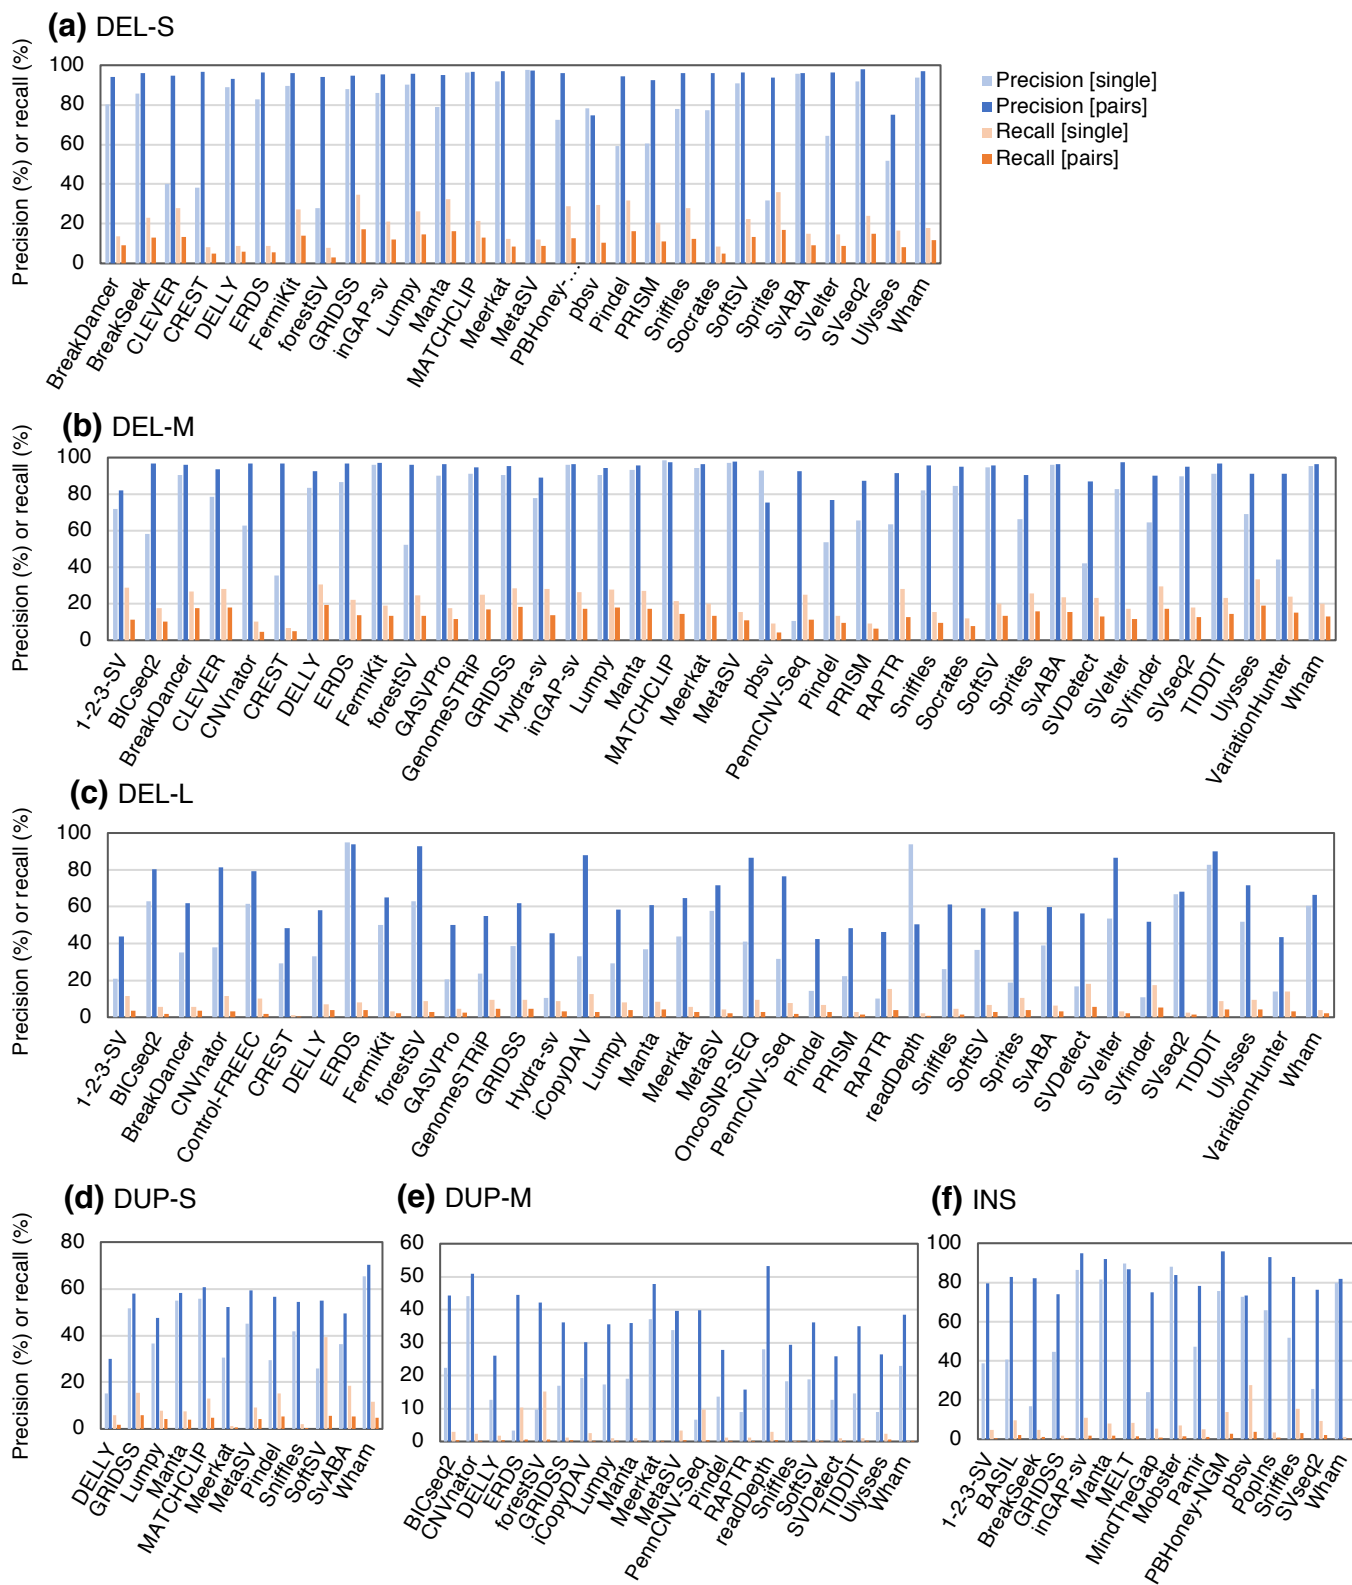 (a) DEL-S
Precision (%) or recall (%)
100
80
60
40
20
0
BreakDancer
BreakSeek
CLEVER
CREST
DELLY
ERDS
FermiKit
forestSV
GRIDSS
inGAP-sv
Lumpy
Manta
MATCHCLIP
Meerkat
MetaSV
PBHoney-...
pbsv
Pindel
PRISM
Sniffles
Socrates
SoftSV
Sprites
SvABA
SVelter
SVseq2
Ulysses
Wham
Precision [single]
Precision [pairs]
Recall [single]
Recall [pairs]
(b) DEL-M
Precision (%) or recall (%)
100
80
60
40
20
0
1-2-3-SV
BICseq2
BreakDancer
CLEVER
CNVnator
CREST
DELLY
ERDS
FermiKit
forestSV
GASVPro
GenomeSTRiP
GRIDSS
Hydra-sv
inGAP-sv
Lumpy
Manta
MATCHCLIP
Meerkat
MetaSV
pbsv
PennCNV-Seq
Pindel
PRISM
RAPTR
Sniffles
Socrates
SoftSV
Sprites
SvABA
SVDetect
SVelter
SVfinder
SVseq2
TIDDIT
Ulysses
VariationHunter
Wham
(c) DEL-L
Precision (%) or recall (%)
100
80
60
40
20
0
1-2-3-SV
BICseq2
BreakDancer
CNVnator
Control-FREEC
CREST
DELLY
ERDS
FermiKit
forestSV
GASVPro
GenomeSTRiP
GRIDSS
Hydra-sv
iCopyDAV
Lumpy
Manta
Meerkat
MetaSV
OncoSNP-SEQ
PennCNV-Seq
Pindel
PRISM
RAPTR
readDepth
Sniffles
SoftSV
Sprites
SvABA
SVDetect
SVelter
SVfinder
SVseq2
TIDDIT
Ulysses
VariationHunter
Wham
(d) DUP-S
Precision (%) or recall (%)
80
60
40
20
0
DELLY
GRIDSS
Lumpy
Manta
MATCHCLIP
Meerkat
MetaSV
Pindel
Sniffles
SoftSV
SvABA
Wham
(e) DUP-M
60
50
40
30
20
10
0
BICseq2
CNVnator
DELLY
ERDS
forestSV
GRIDSS
iCopyDAV
Lumpy
Manta
Meerkat
MetaSV
PennCNV-Seq
Pindel
RAPTR
readDepth
Sniffles
SoftSV
SVDetect
TIDDIT
Ulysses
Wham
(f) INS
100
80
60
40
20
0
1-2-3-SV
BASIL
BreakSeek
GRIDSS
inGAP-sv
Manta
MELT
MindTheGap
Mobster
Pamir
PBHoney-NGM
pbsv
PopIns
Sniffles
SVseq2
Wham